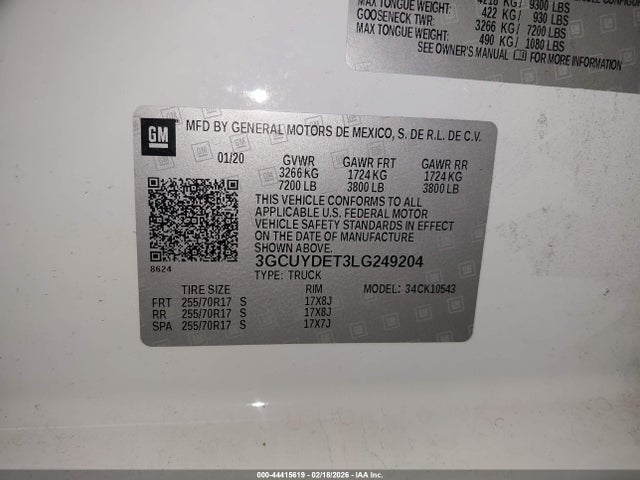 4218 KG/ 9300 LBS
MAX TONGUE WEIGHT: 422 KG/ 930 LBS
GOOSENECK TWR: 3266 KG/ 7200 LBS
MAX TONGUE WEIGHT: 490 KG/ 1080 LBS
SEE OWNER'S MANUAL FOR MORE INFORMATION
GM
MFD BY GENERAL MOTORS DE MEXICO, S. DE R.L. DE C.V.
01/20 GVWR GAWR FRT GAWR RR
3266 KG 1724 KG 1724 KG
7200 LB 3800 LB 3800 LB
THIS VEHICLE CONFORMS TO ALL
APPLICABLE U.S. FEDERAL MOTOR
VEHICLE SAFETY STANDARDS IN EFFECT
ON THE DATE OF MANUFACTURE
SHOWN ABOVE.
3GCUYDET3LG249204
8624 TYPE: TRUCK
TIRE SIZE RIM MODEL: 34CK10543
FRT 255/70R17 S 17X8J
RR 255/70R17 S 17X8J
SPA 255/70R17 S 17X7J
000-44415619 - 02/18/2026 - IAA Inc.